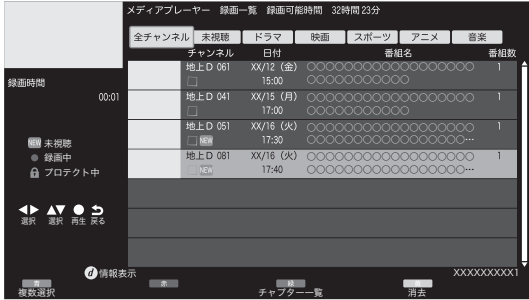 メディアプレーヤー 録画一覧 録画可能時間 32時間23分
全チャンネル 未視聴 ドラマ 映画 スポーツ アニメ 音楽
チャンネル 日付 番組名 番組数
地上D 061 XX/12（金） ○○○○○○○○○○○○○○○○○○ 1
15:00 ○○○○○○○○○○○
地上D 041 XX/15（月） ○○○○○○○○○○○○○○○○○○ 1
17:00 ○○○○○○○○○○○
地上D 051 XX/16（火） ○○○○○○○○○○○○○○○○○○ 1
NEW 17:30 ○○○○○○○○○○○○○○○○○…
地上D 081 XX/16（火） ○○○○○○○○○○○○○○○○○○ 1
NEW 17:40 ○○○○○○○○○○○○○○○○○…
録画時間
00:01
NEW 未視聴
録画中
プロテクト中
選択 選択 再生 戻る
d 情報表示
XXXXXXXXX1
青 赤 緑
複数選択 チャプター一覧 消去